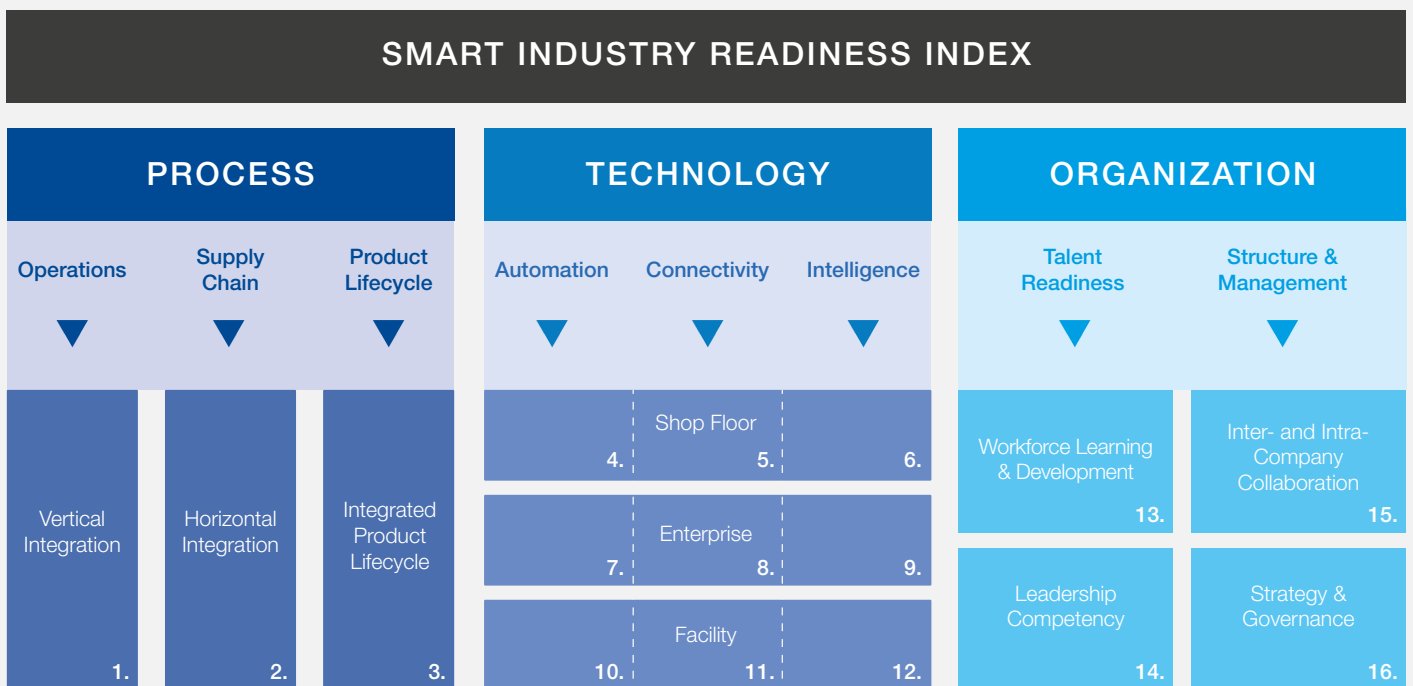 SMART INDUSTRY READINESS INDEX
PROCESS
Operations
Supply
Chain
Product
Lifecycle
Vertical
Integration
1.
Horizontal
Integration
2.
Integrated
Product
Lifecycle
3.
TECHNOLOGY
Automation
Connectivity
Intelligence
Shop Floor
4.
5.
6.
Enterprise
7.
8.
9.
Facility
10.
11.
12.
ORGANIZATION
Talent
Readiness
Structure &
Management
Workforce Learning
& Development
13.
Inter- and Intra-
Company
Collaboration
15.
Leadership
Competency
14.
Strategy &
Governance
16.